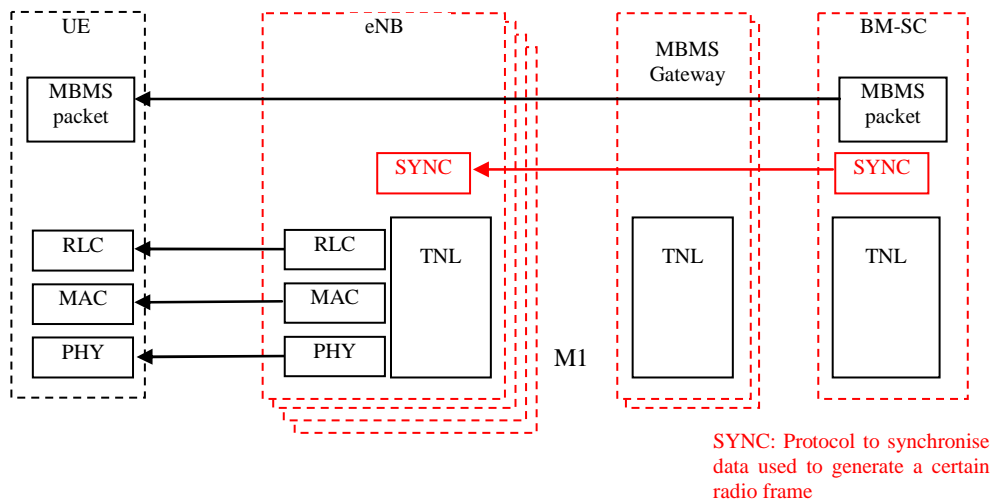 UE
eNB
MBMS
Gateway
BM-SC
MBMS
packet
MBMS
packet
SYNC
SYNC
RLC
RLC
TNL
TNL
TNL
MAC
MAC
PHY
PHY
M1
SYNC: Protocol to synchronise
data used to generate a certain
radio frame